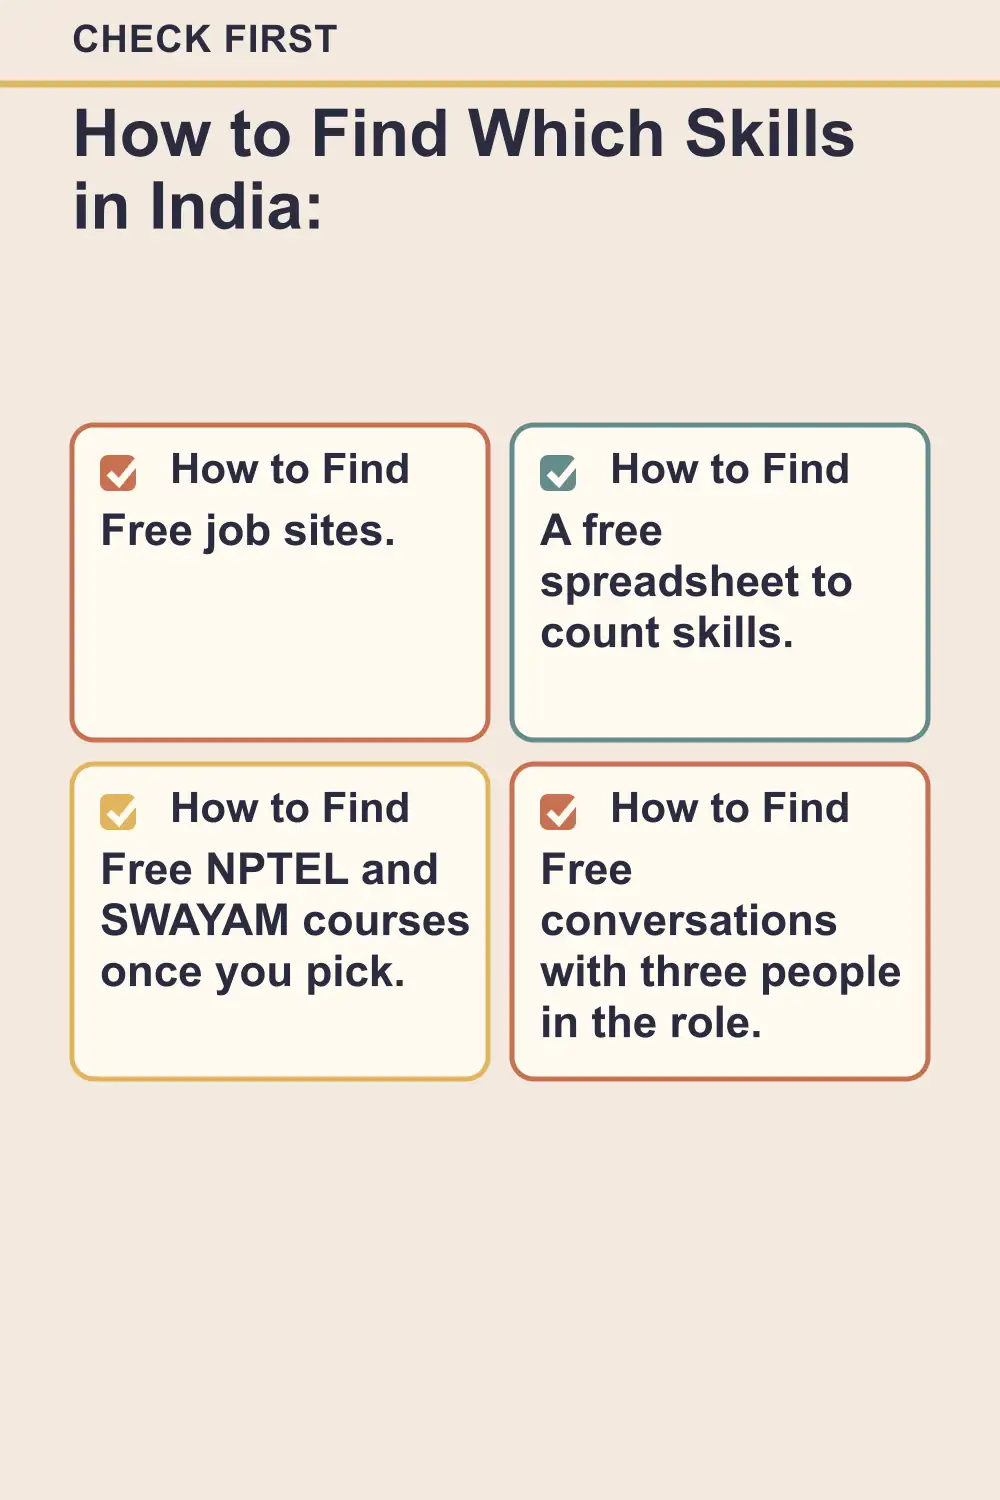 CHECK FIRST
How to Find Which Skills
in India:
How to Find
Free job sites.
How to Find
A free
spreadsheet to
count skills.
How to Find
Free NPTEL and
SWAYAM courses
once you pick.
How to Find
Free
conversations
with three people
in the role.